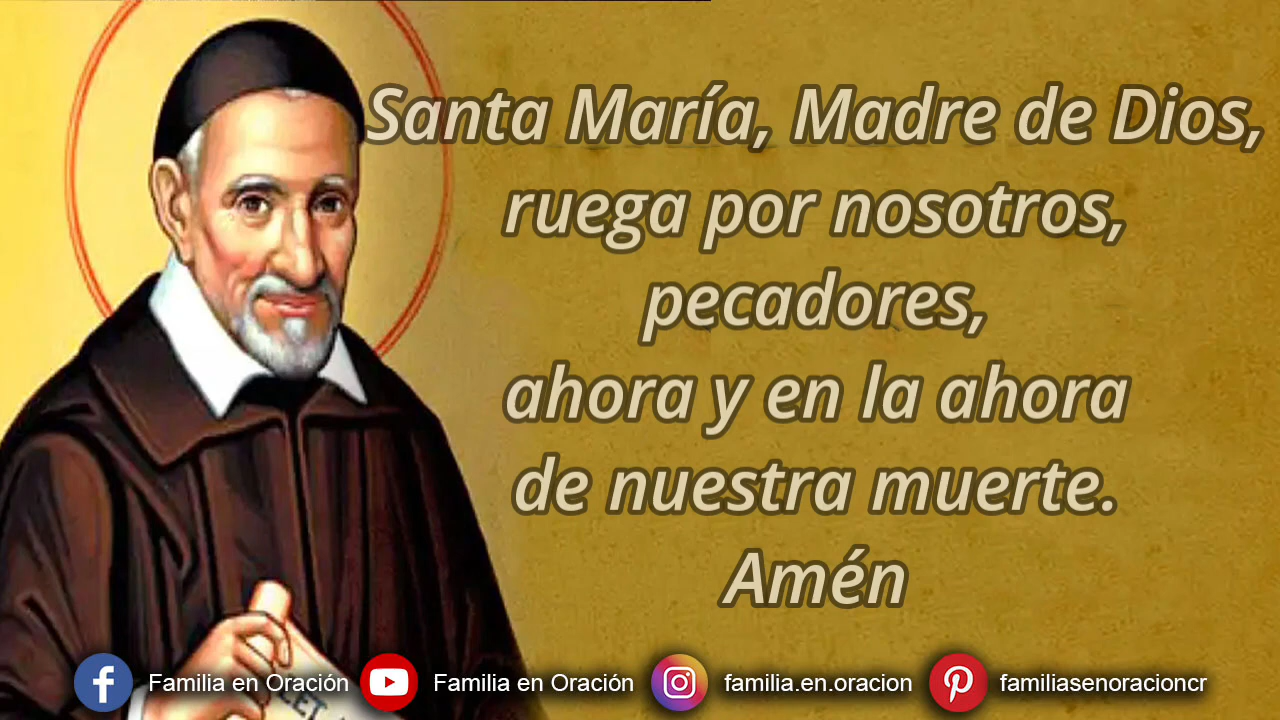 Santa María, Madre de Dios,
ruega por nosotros,
pecadores,
ahora y en la ahora
de nuestra muerte.
Amén
Familia en Oración
Familia en Oración
familia.en.oracion
familiasenoracioncr